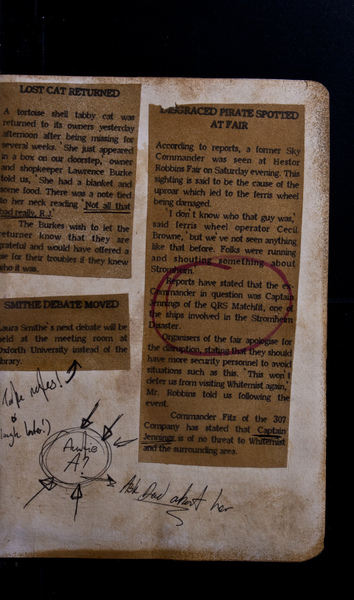 LOST CAT RETURNED
A tortoise shell tabby cat was
returned to its owners yesterday
afternoon after being missing for
several weeks. 'She just appeared
in a box on our doorstep,' owner
and shopkeeper Lawrence Burke
told us, 'She had a blanket and
some food. There was a note tied
to her neck reading 'Not all that
bad really, R.J.'
The Burkes wish to let the
returner know that they are
grateful and would have offered a
for their troubles if they knew
who it was.
SMITHE DEBATE MOVED
Laura Smithe's next debate will be
held at the meeting room at
Oxforth University instead of the
library.
Take notes!
Auntie
A?
Ask Dad about her
DISGRACED PIRATE SPOTTED
AT FAIR
According to reports, a former Sky
Commander was seen at Hestor
Robbins Fair on Saturday evening. This
sighting is said to be the cause of the
uproar which led to the ferris wheel
being damaged.
'I don't know who that guy was,'
said ferris wheel operator Cecil
Browne, 'but we've not seen anything
like that before. Folks were running
and shouting something about
Stronheim.'
Reports have stated that the ex-
Commander in question was Captain
Jennings of the QRS Matchlit, one of
the ships involved in the Stronheim
Disaster.
Organisers of the fair apologise for
the disruption, stating that they should
have more security personnel to avoid
situations such as this. 'This won't
deter us from visiting Whiternist again,'
Mr. Robbins told us following the
event.
Commander Fitz of the 307
Company has stated that Captain
Jennings is of no threat to Whiternist
and the surrounding area.